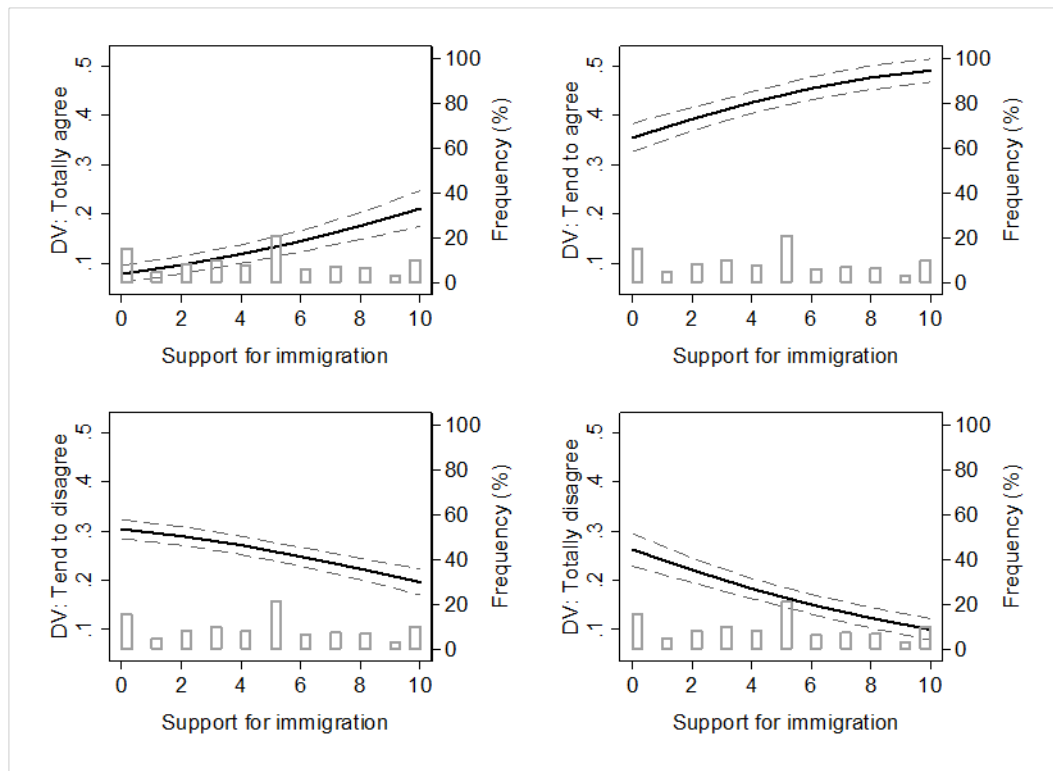 DV: Totally agree
.1 .2 .3 .4 .5
0 20 40 60 80 100
Frequency (%)
0 2 4 6 8 10
Support for immigration
DV: Tend to agree
.1 .2 .3 .4 .5
0 20 40 60 80 100
Frequency (%)
0 2 4 6 8 10
Support for immigration
DV: Tend to disagree
.1 .2 .3 .4 .5
0 20 40 60 80 100
Frequency (%)
0 2 4 6 8 10
Support for immigration
DV: Totally disagree
.1 .2 .3 .4 .5
0 20 40 60 80 100
Frequency (%)
0 2 4 6 8 10
Support for immigration